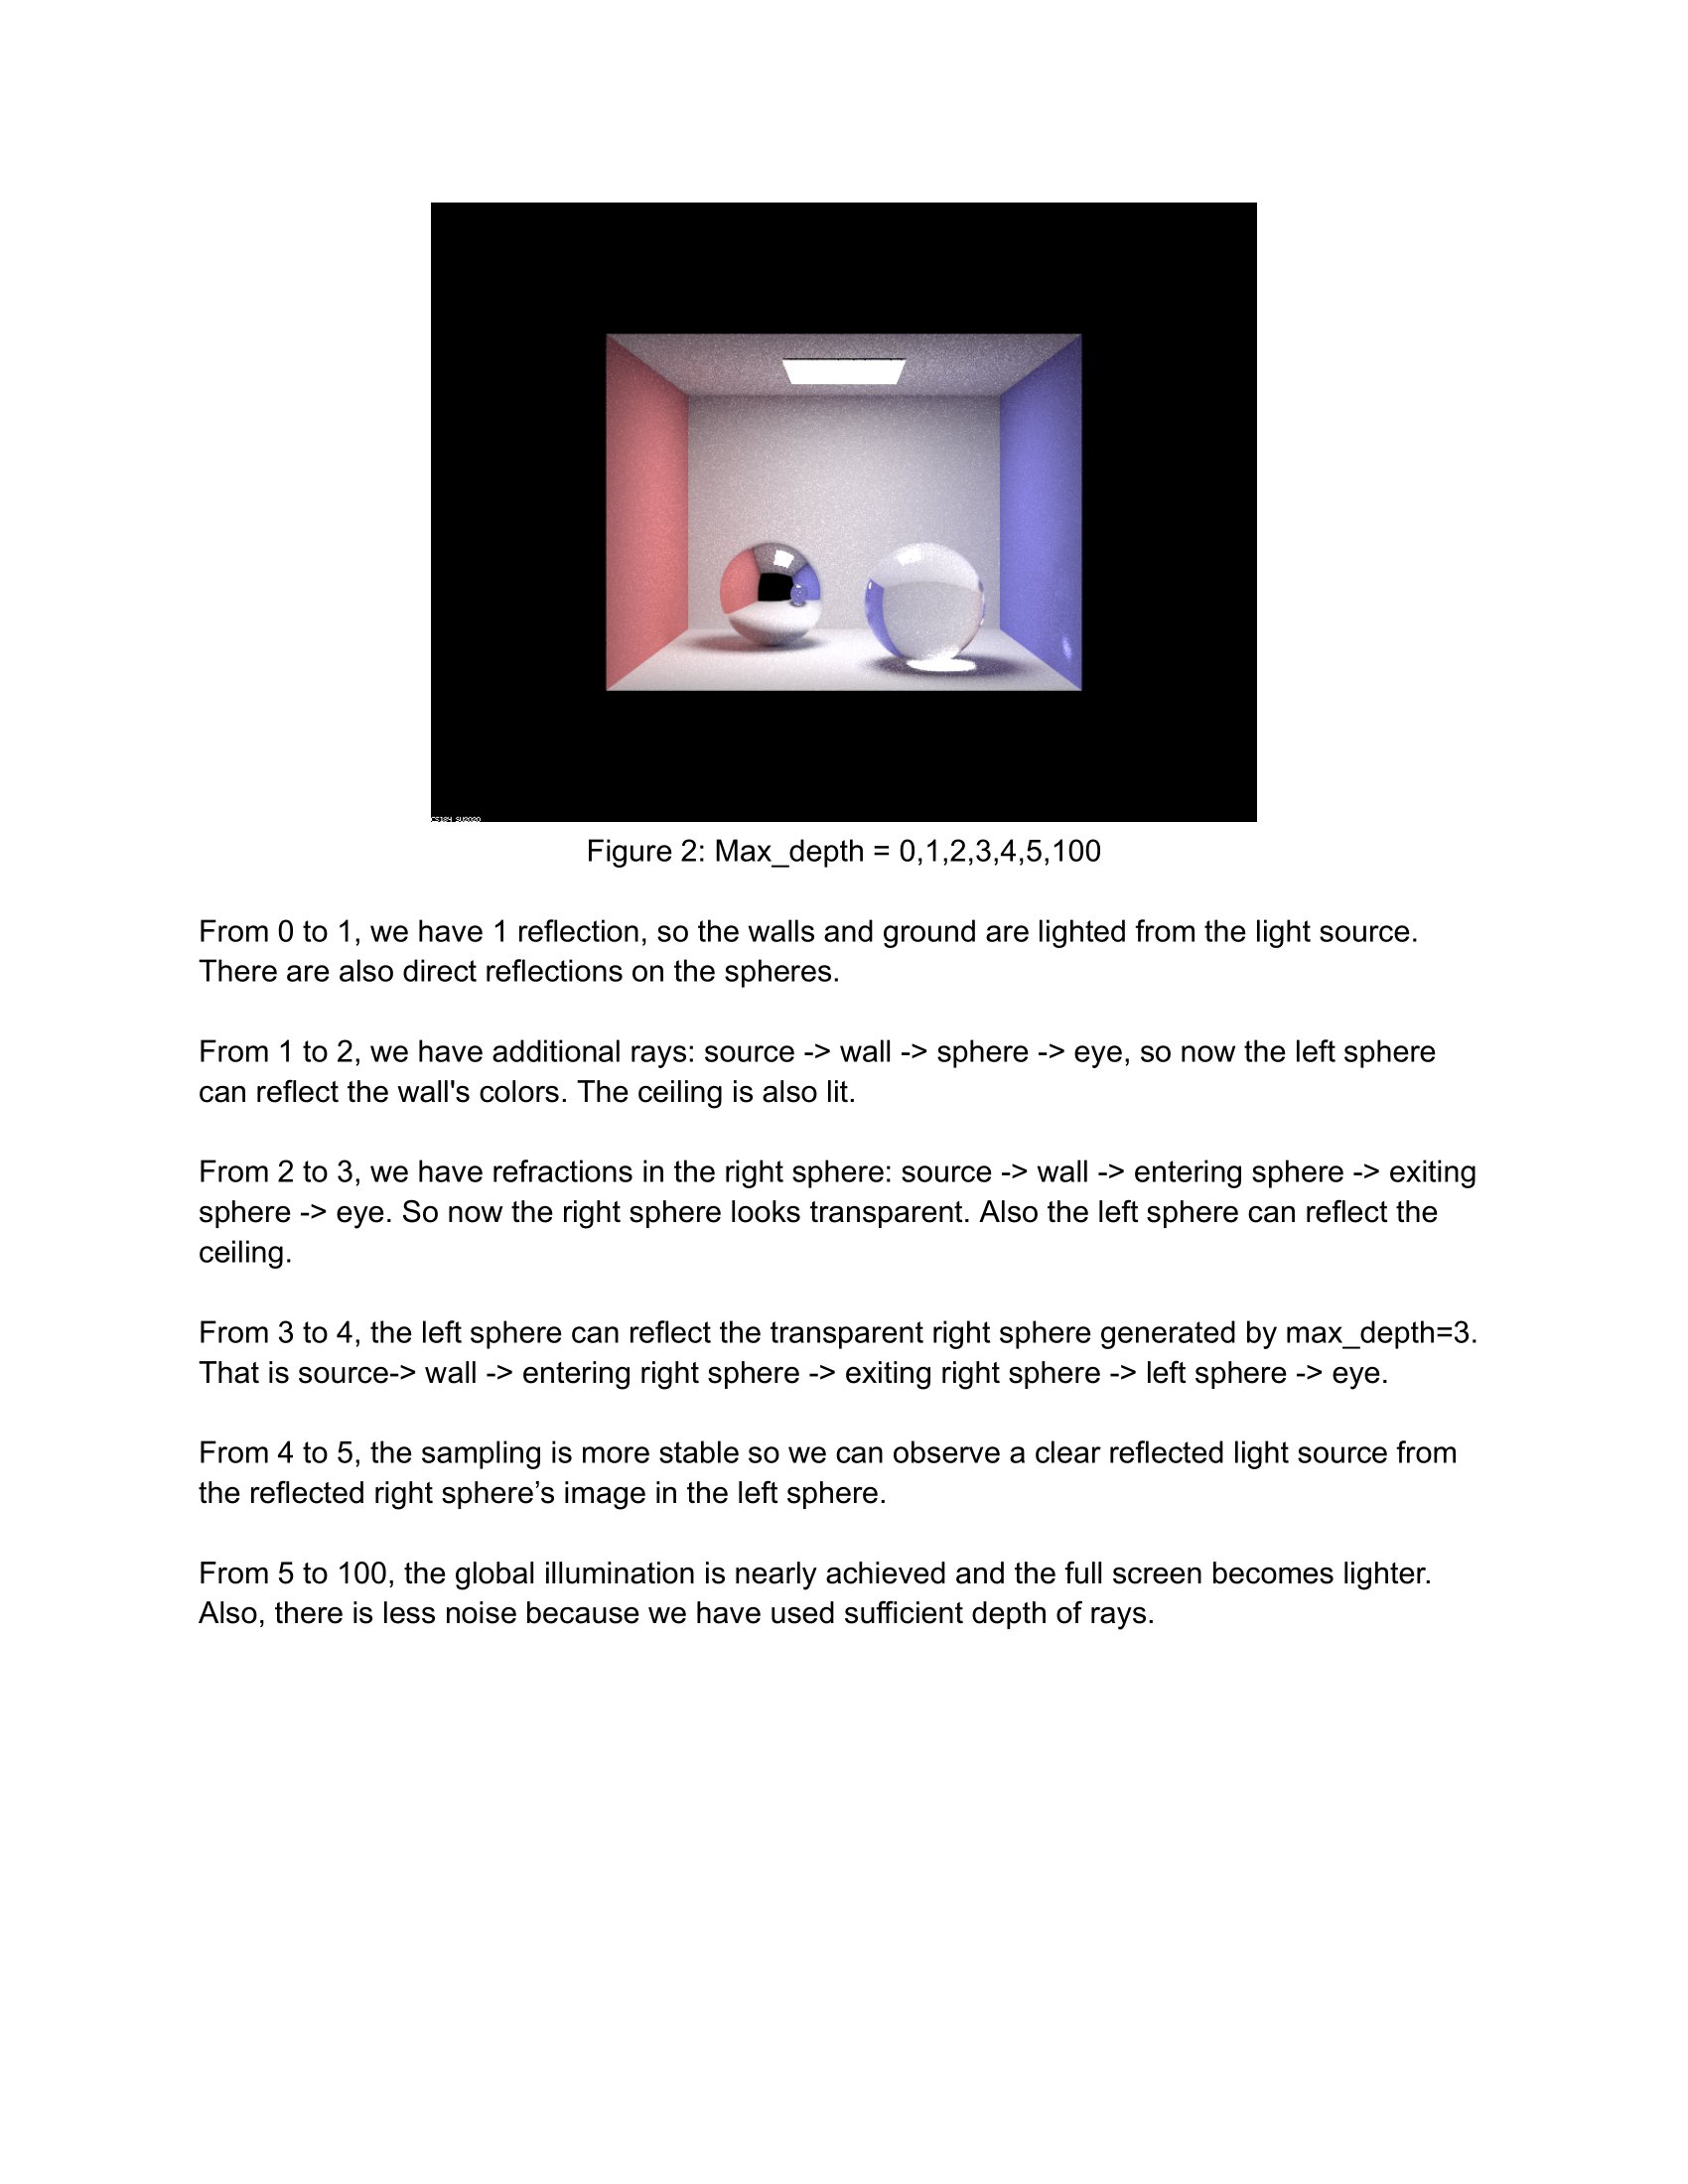 CS184 SU2020
Figure 2: Max_depth = 0,1,2,3,4,5,100
From 0 to 1, we have 1 reflection, so the walls and ground are lighted from the light source.
There are also direct reflections on the spheres.
From 1 to 2, we have additional rays: source -> wall -> sphere -> eye, so now the left sphere
can reflect the wall's colors. The ceiling is also lit.
From 2 to 3, we have refractions in the right sphere: source -> wall -> entering sphere -> exiting
sphere -> eye. So now the right sphere looks transparent. Also the left sphere can reflect the
ceiling.
From 3 to 4, the left sphere can reflect the transparent right sphere generated by max_depth=3.
That is source-> wall -> entering right sphere -> exiting right sphere -> left sphere -> eye.
From 4 to 5, the sampling is more stable so we can observe a clear reflected light source from
the reflected right sphere’s image in the left sphere.
From 5 to 100, the global illumination is nearly achieved and the full screen becomes lighter.
Also, there is less noise because we have used sufficient depth of rays.